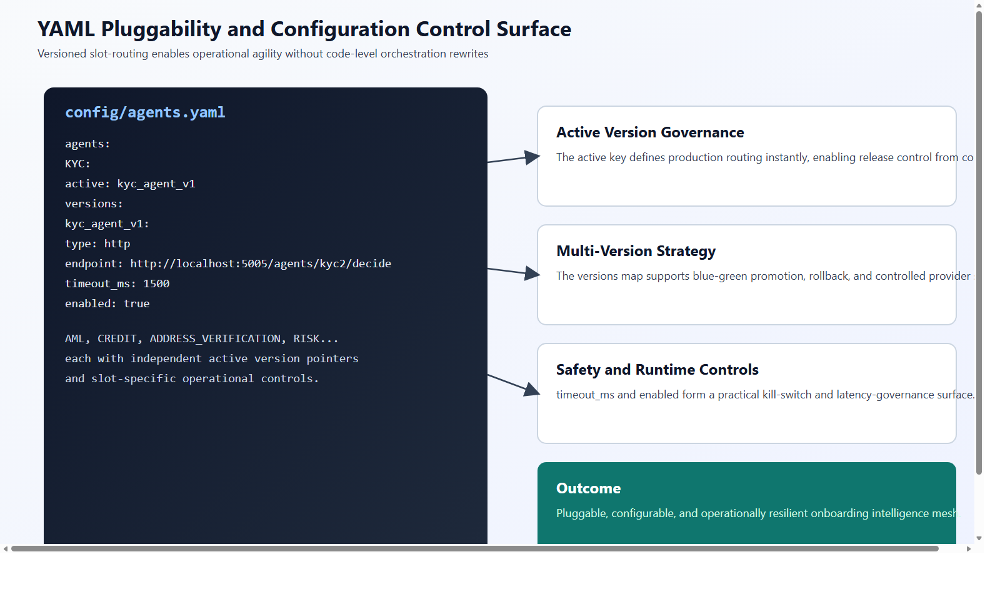 YAML Pluggability and Configuration Control Surface
Versioned slot-routing enables operational agility without code-level orchestration rewrites
config/agents.yaml
agents:
KYC:
active: kyc_agent_v1
versions:
kyc_agent_v1:
type: http
endpoint: http://localhost:5005/agents/kyc2/decide
timeout_ms: 1500
enabled: true
AML, CREDIT, ADDRESS_VERIFICATION, RISK...
each with independent active version pointers
and slot-specific operational controls.
Active Version Governance
The active key defines production routing instantly, enabling release control from co
Multi-Version Strategy
The versions map supports blue-green promotion, rollback, and controlled provider
Safety and Runtime Controls
timeout_ms and enabled form a practical kill-switch and latency-governance surface.
Outcome
Pluggable, configurable, and operationally resilient onboarding intelligence mesh